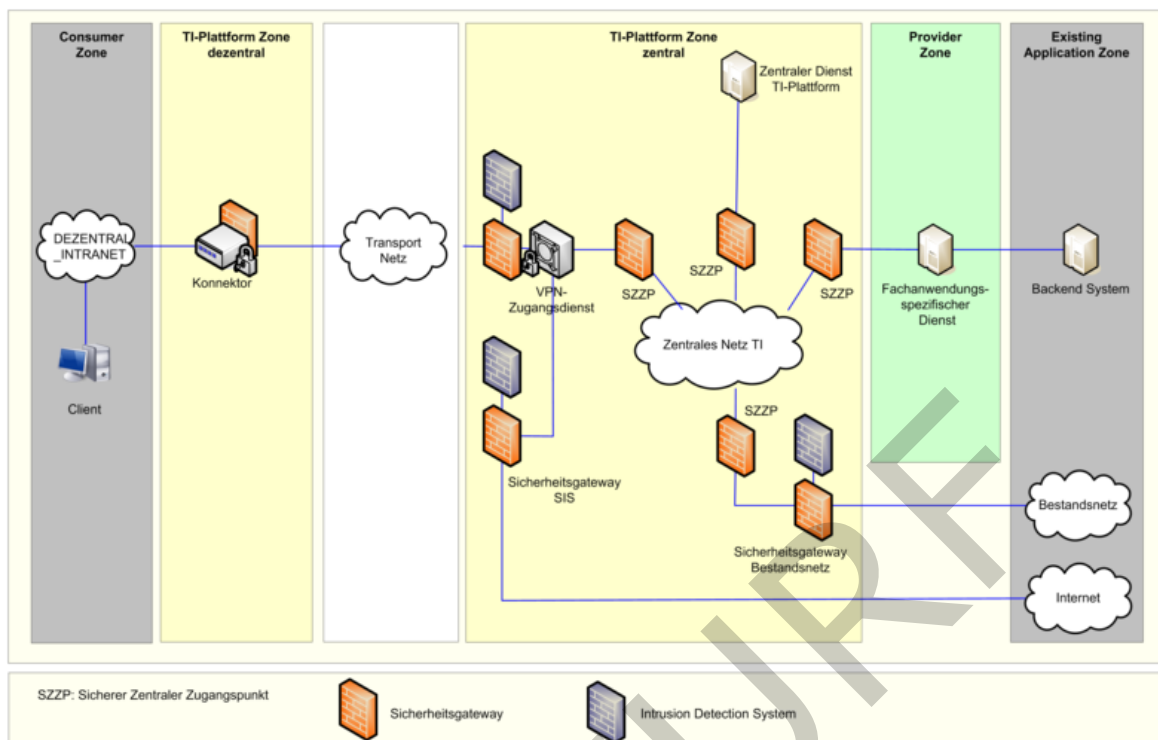 Consumer
Zone
TI-Plattform Zone
dezentral
TI-Plattform Zone
zentral
Provider
Zone
Existing
Application Zone
Zentraler Dienst
TI-Plattform
DEZENTRAL
_INTRANET
Konnektor
Transport
Netz
VPN-
Zugangsdienst
SZZP
SZZP
SZZP
Fachanwendungs-
spezifischer
Dienst
Backend System
Zentrales Netz TI
Client
SZZP
Sicherheitsgateway
SIS
Sicherheitsgateway
Bestandsnetz
Bestandsnetz
Internet
SZZP: Sicherer Zentraler Zugangspunkt
Sicherheitsgateway
Intrusion Detection System